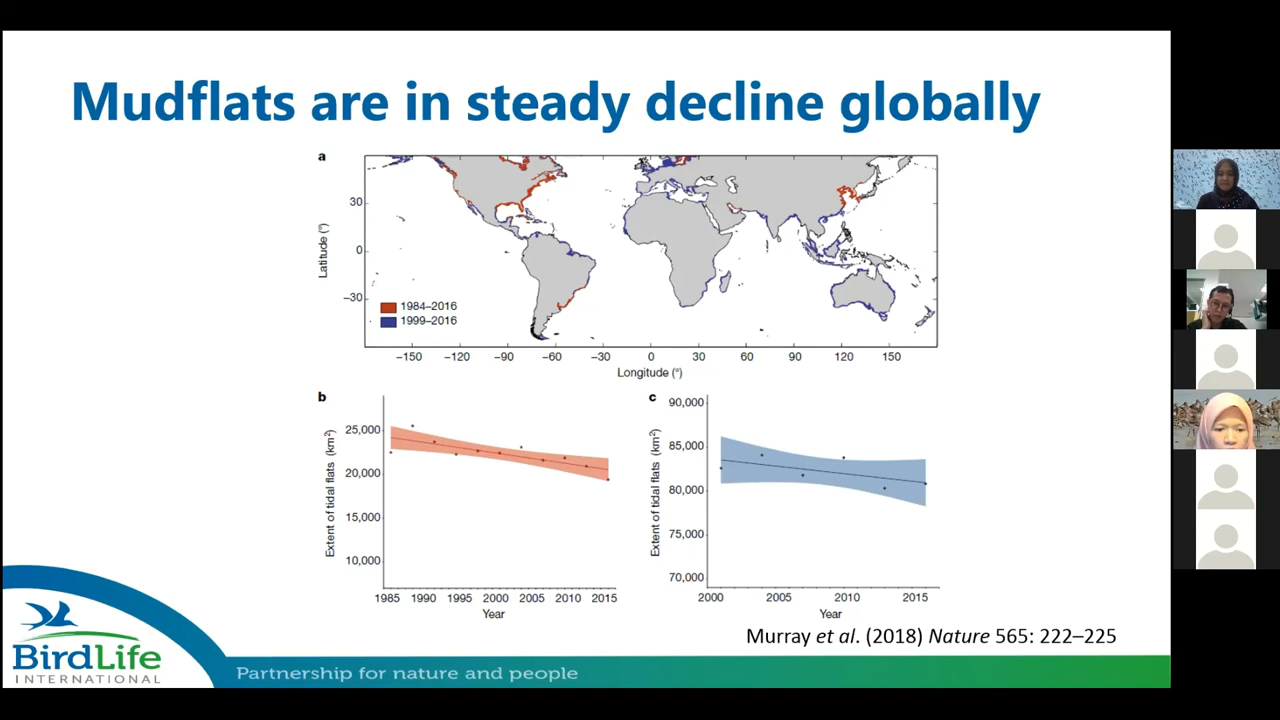 Mudflats are in steady decline globally
a
Latitude (°)
30
0
−30
1984–2016
1999–2016
−150 −120 −90 −60 −30 0 30 60 90 120 150
Longitude (°)
b
Extent of tidal flats (km²)
25,000
20,000
15,000
10,000
1985 1990 1995 2000 2005 2010 2015
Year
c
Extent of tidal flats (km²)
90,000
85,000
80,000
75,000
70,000
2000 2005 2010 2015
Year
Murray et al. (2018) Nature 565: 222–225
BirdLife
INTERNATIONAL
Partnership for nature and people